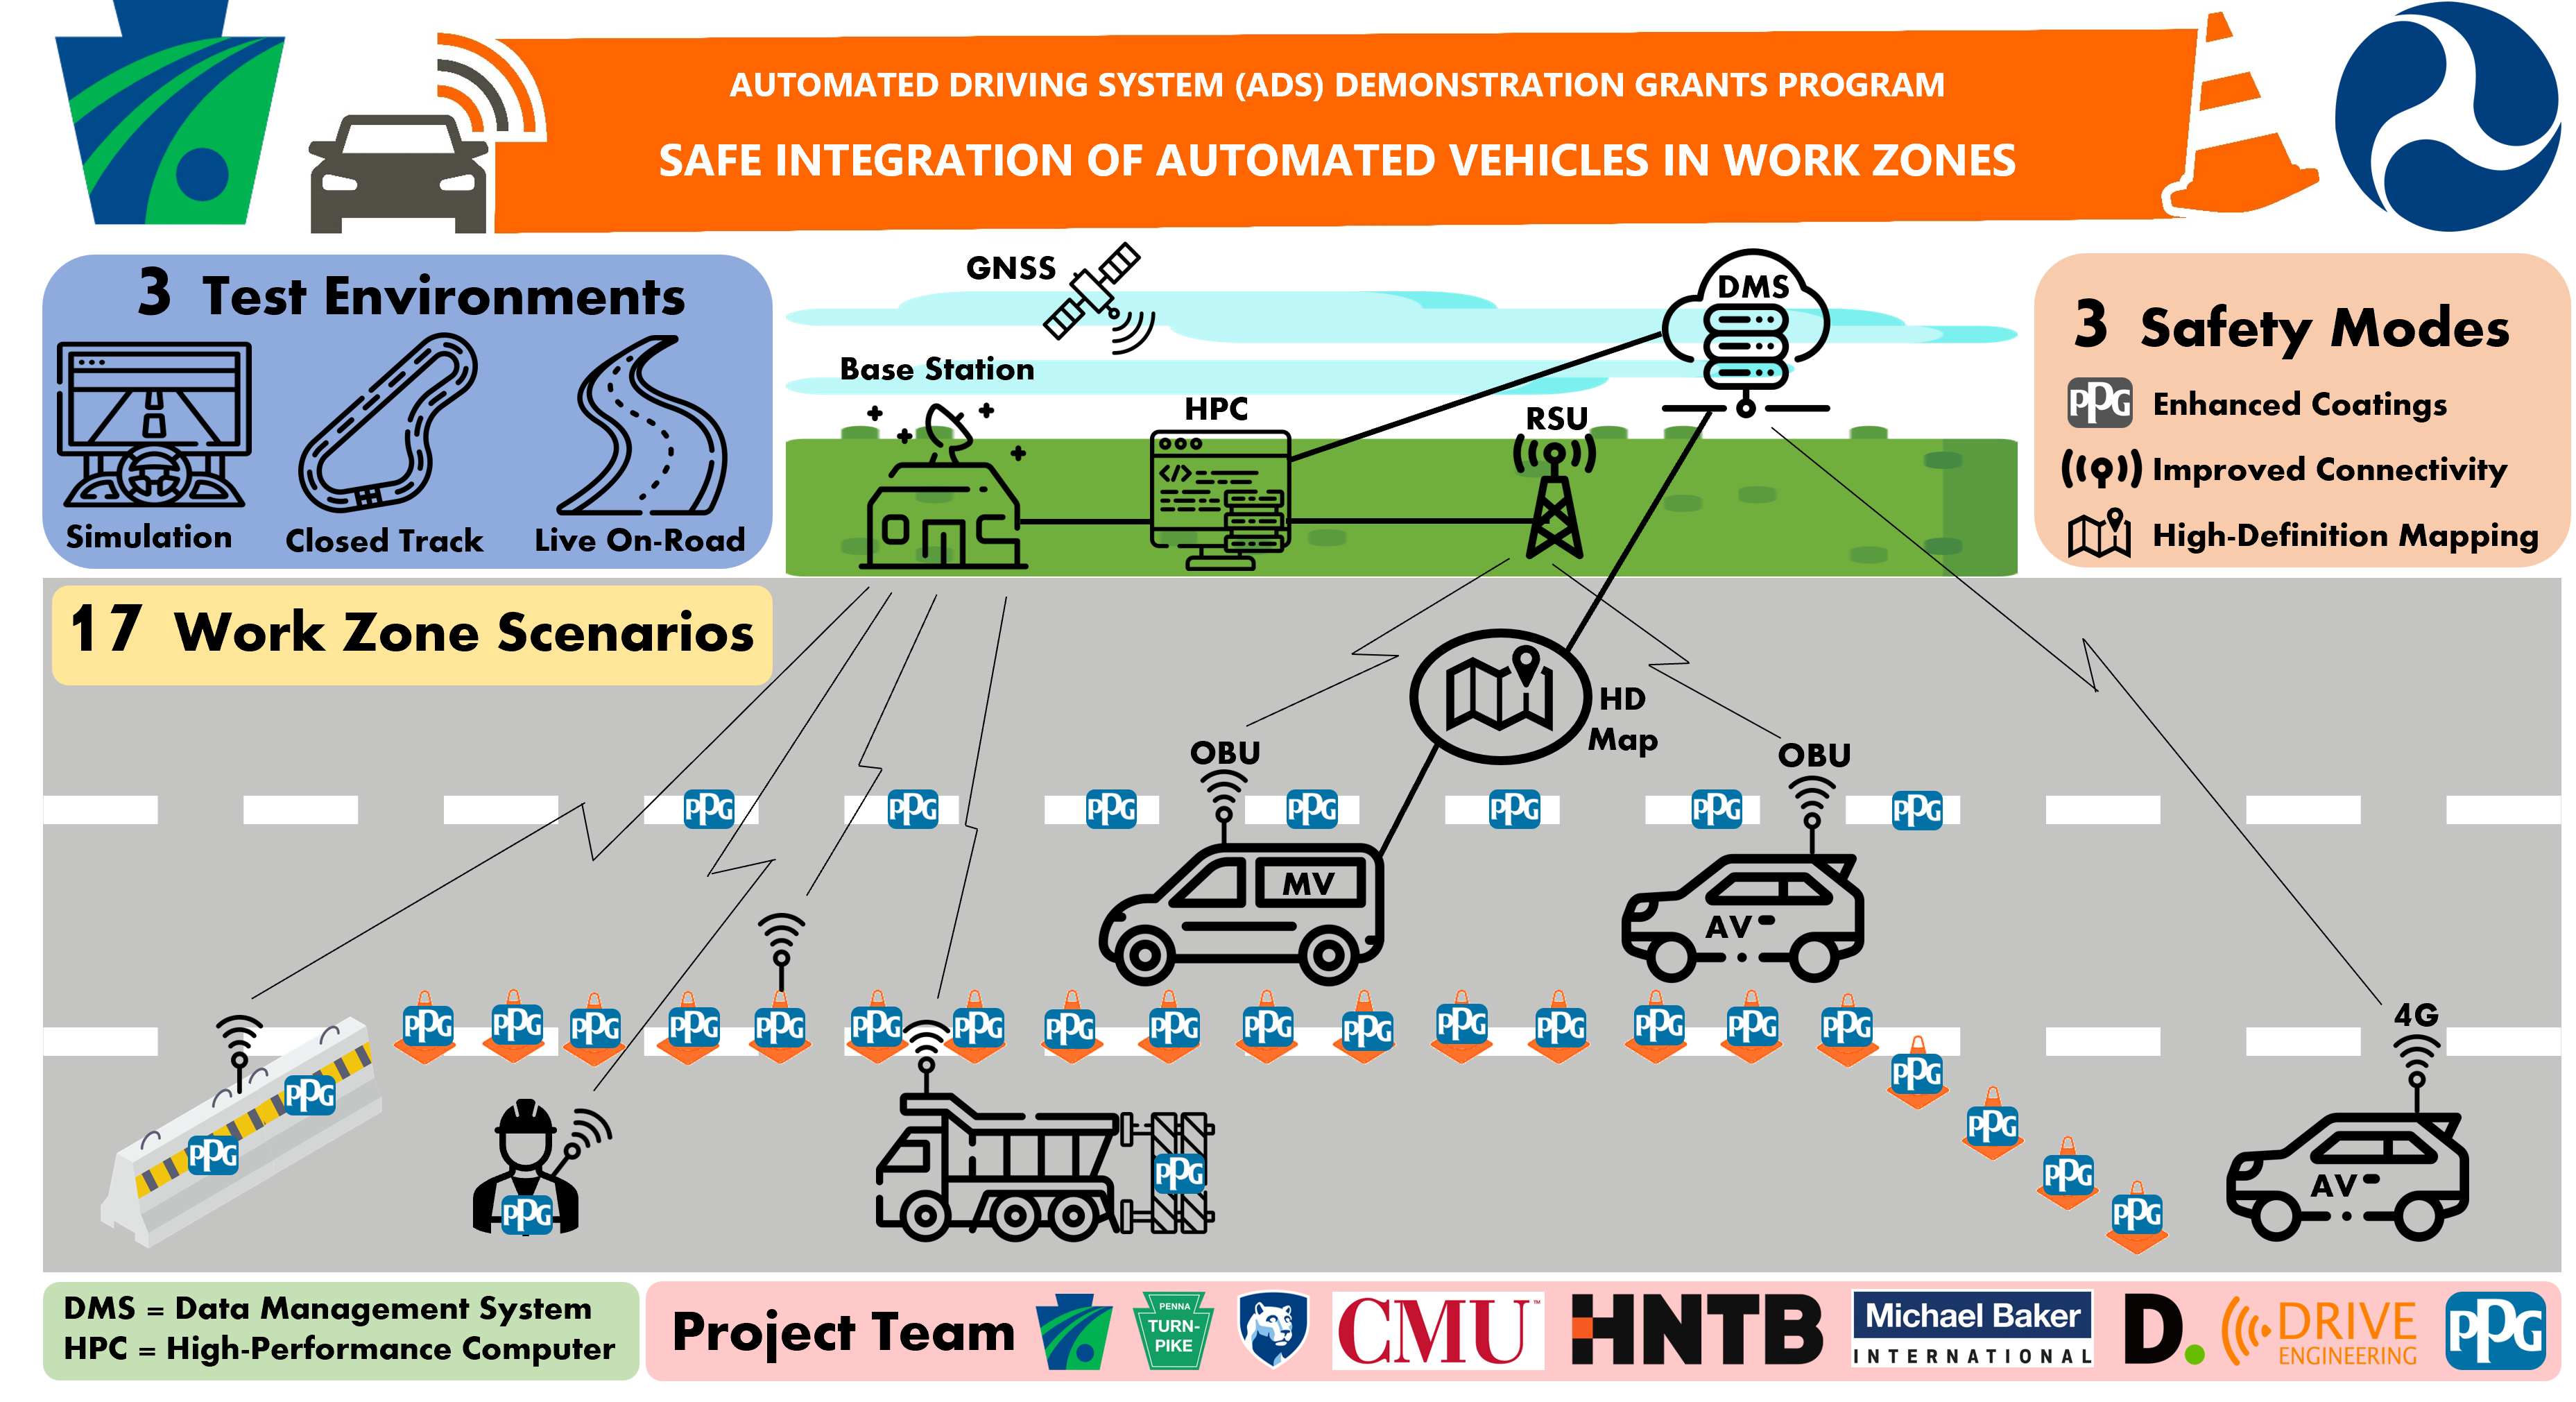 AUTOMATED DRIVING SYSTEM (ADS) DEMONSTRATION GRANTS PROGRAM
SAFE INTEGRATION OF AUTOMATED VEHICLES IN WORK ZONES
3 Test Environments
Simulation
Closed Track
Live On-Road
GNSS
Base Station
HPC
</>
RSU
DMS
3 Safety Modes
PPG Enhanced Coatings
Improved Connectivity
High-Definition Mapping
17 Work Zone Scenarios
HD
Map
OBU
OBU
PPG PPG PPG PPG PPG PPG PPG
MV
AV
4G
PPG PPG PPG PPG PPG PPG PPG PPG PPG PPG PPG PPG PPG PPG PPG PPG
PPG
PPG
PPG
PPG
PPG
PPG
PPG
PPG
AV
DMS = Data Management System
HPC = High-Performance Computer
Project Team
PENNA
TURN-
PIKE
CMU™
HNTB
Michael Baker
INTERNATIONAL
D.
DRIVE
ENGINEERING
PPG